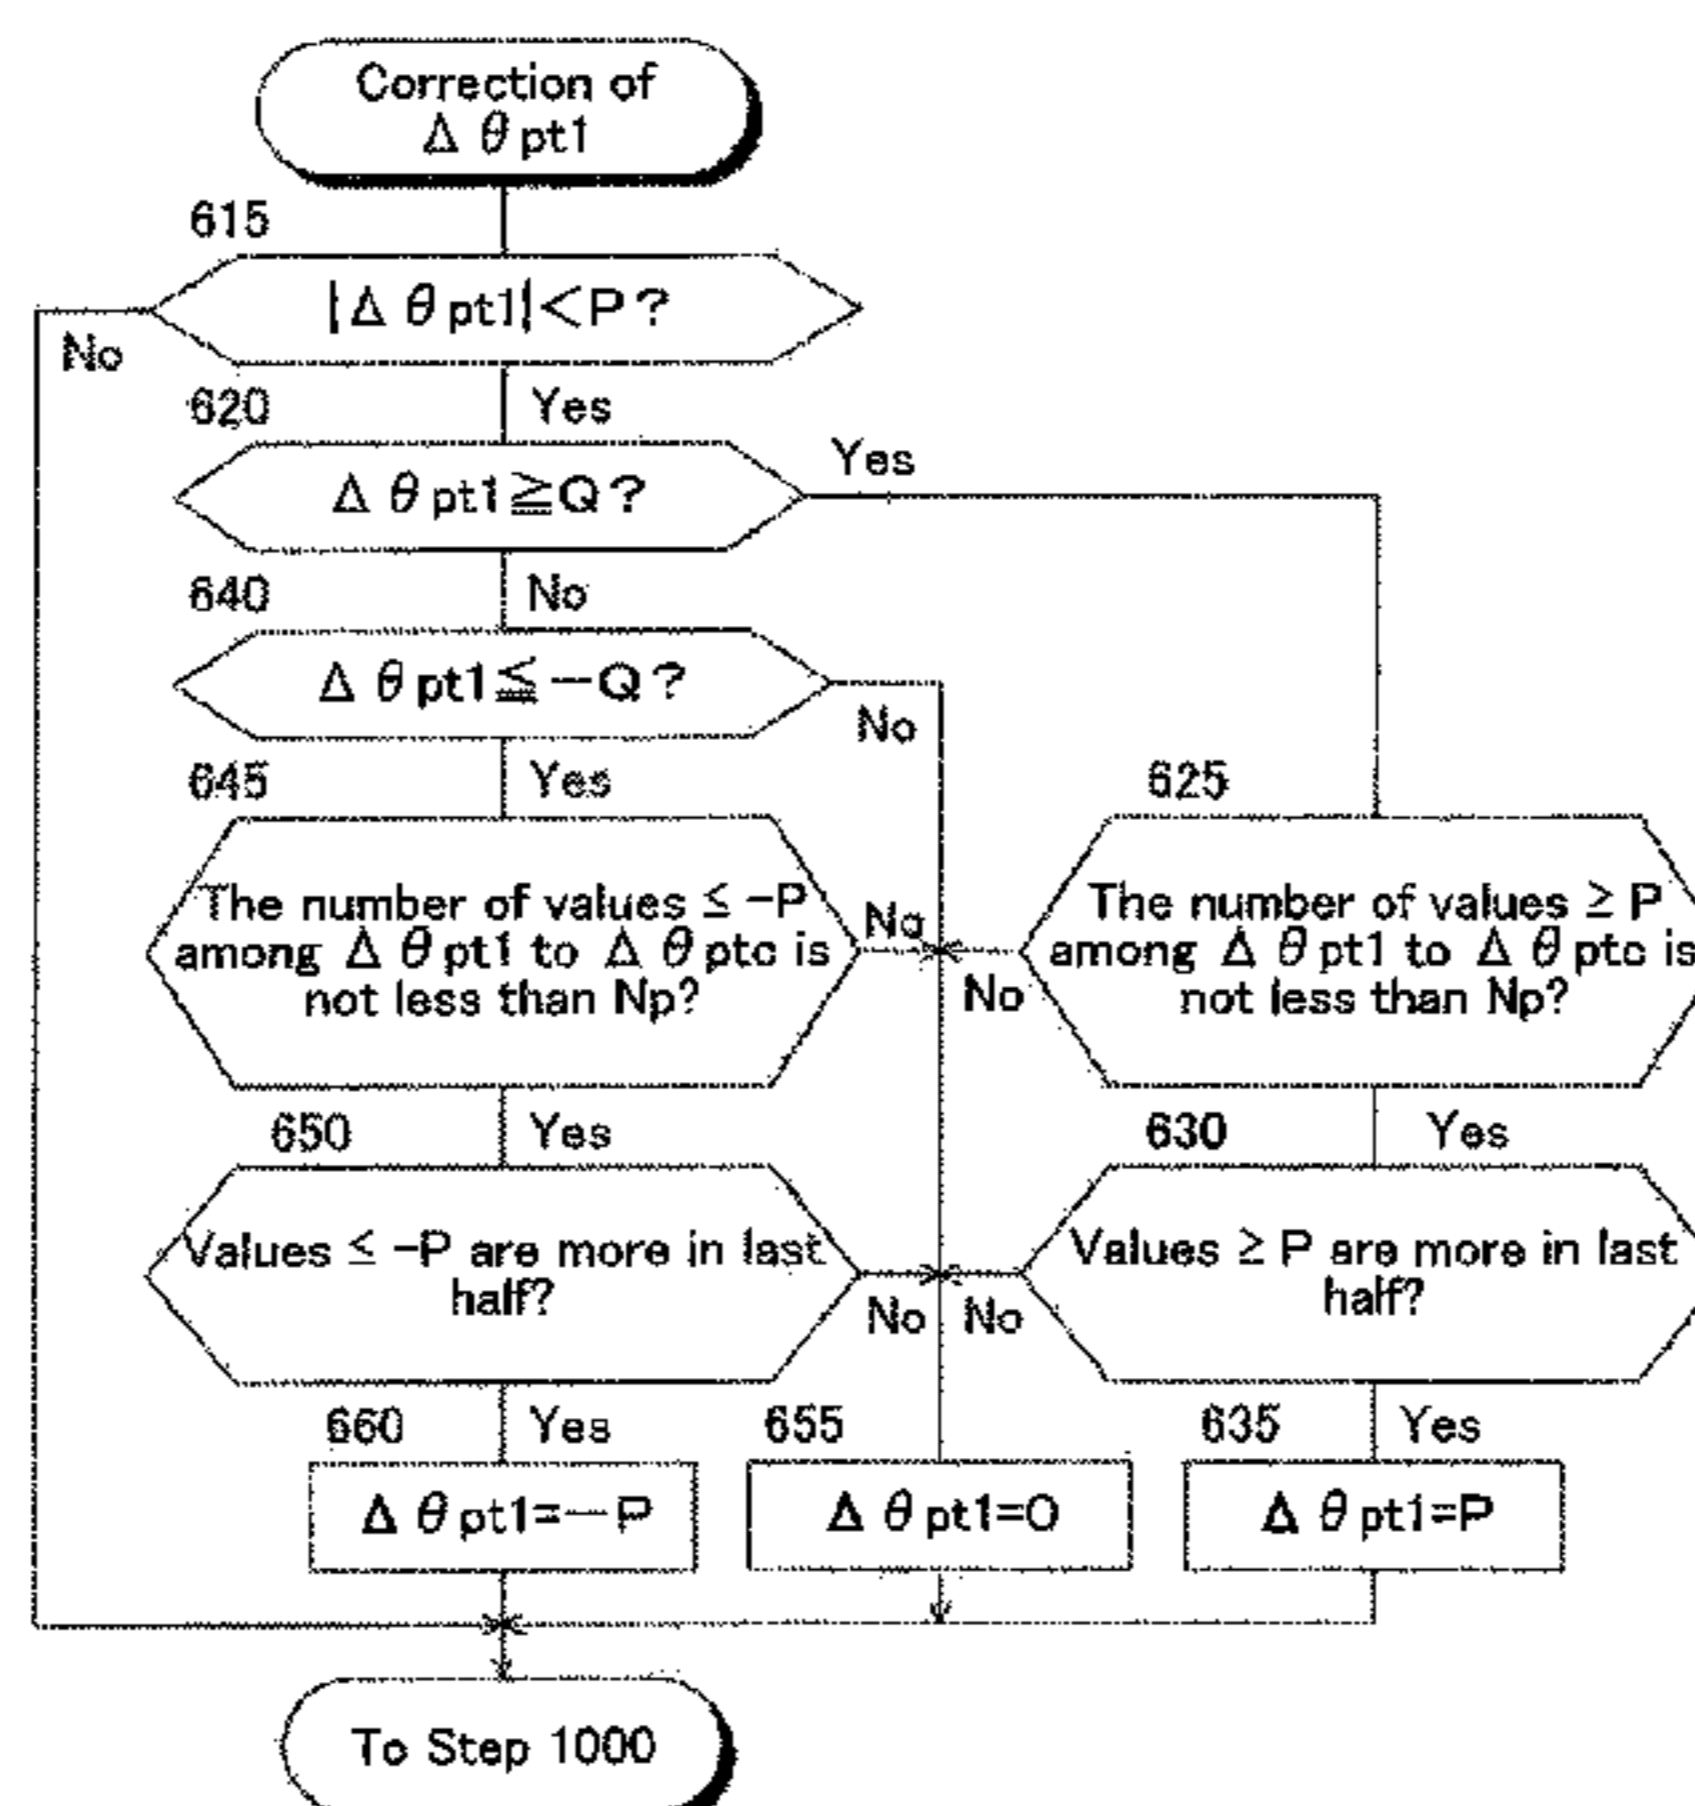 Correction of
Δ θ pt1
615
|Δ θ pt1|<P?
No
Yes
620
Δ θ pt1≧Q?
Yes
No
640
Δ θ pt1≦−Q?
No
Yes
645
The number of values ≤ -P
among Δ θ pt1 to Δ θ ptc is
not less than Np?
No
Yes
625
The number of values ≥ P
among Δ θ pt1 to Δ θ ptc is
not less than Np?
No
Yes
650
Values ≤ -P are more in last
half?
No
Yes
630
Values ≥ P are more in last
half?
No
Yes
660
Δ θ pt1=−P
655
Δ θ pt1=0
635
Δ θ pt1=P
To Step 1000